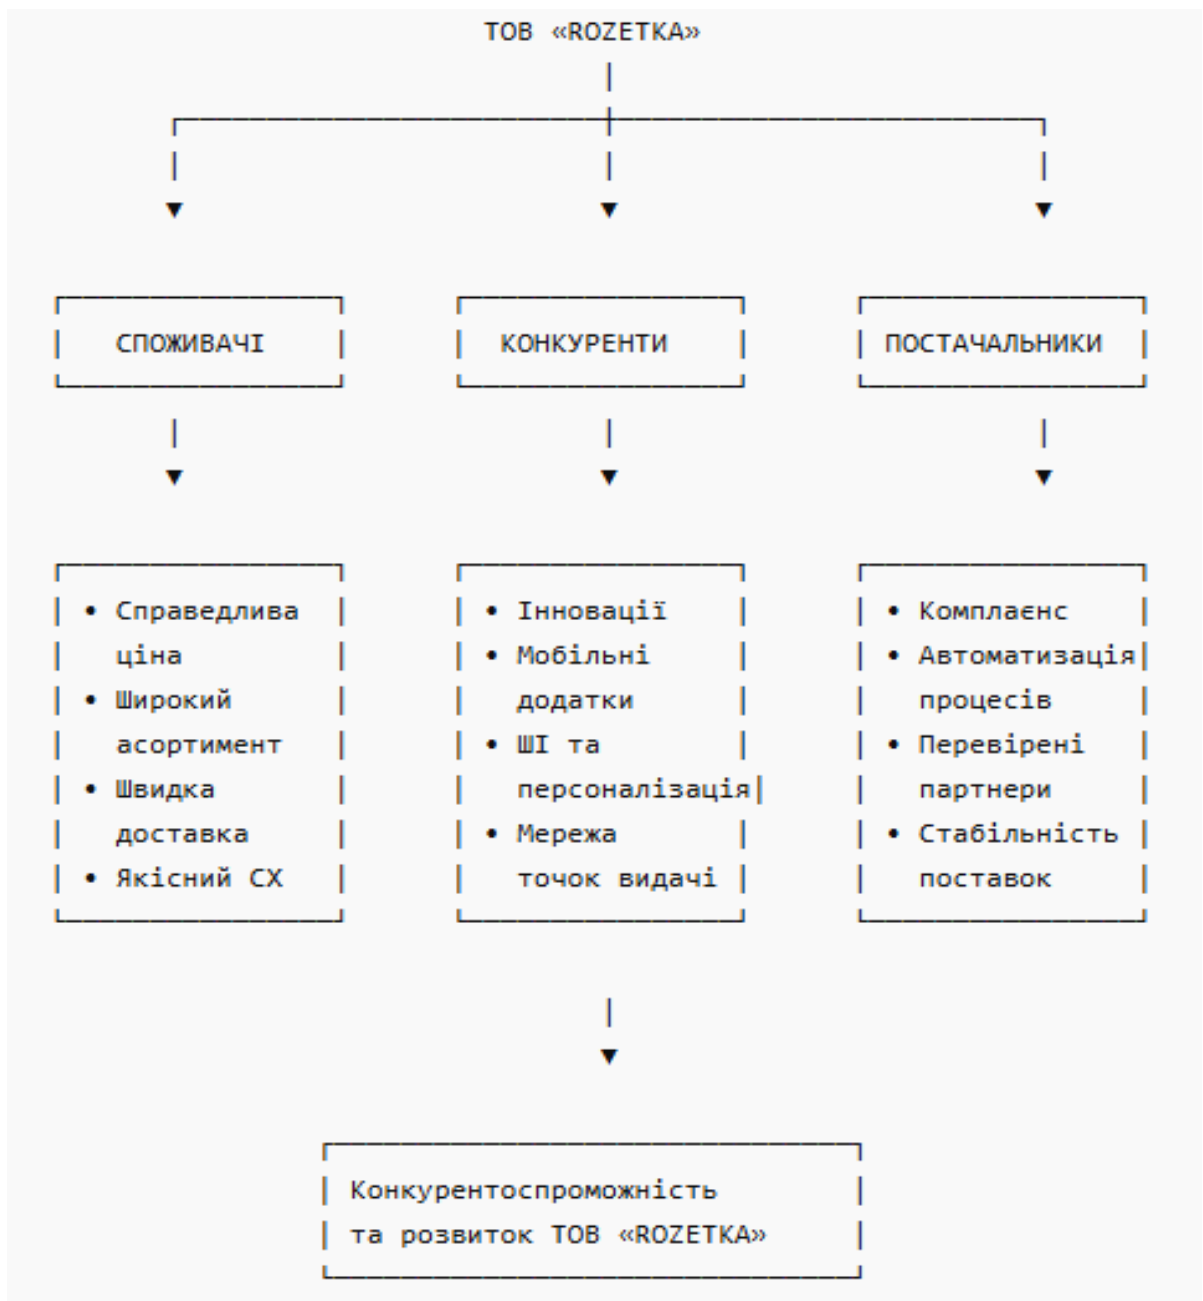 ТОВ «ROZETKA»
СПОЖИВАЧІ
КОНКУРЕНТИ
ПОСТАЧАЛЬНИКИ
• Справедлива
ціна
• Широкий
асортимент
• Швидка
доставка
• Якісний CX
• Інновації
• Мобільні
додатки
• ШІ та
персоналізація
• Мережа
точок видачі
• Комплаєнс
• Автоматизація
процесів
• Перевірені
партнери
• Стабільність
поставок
Конкурентоспроможність
та розвиток ТОВ «ROZETKA»